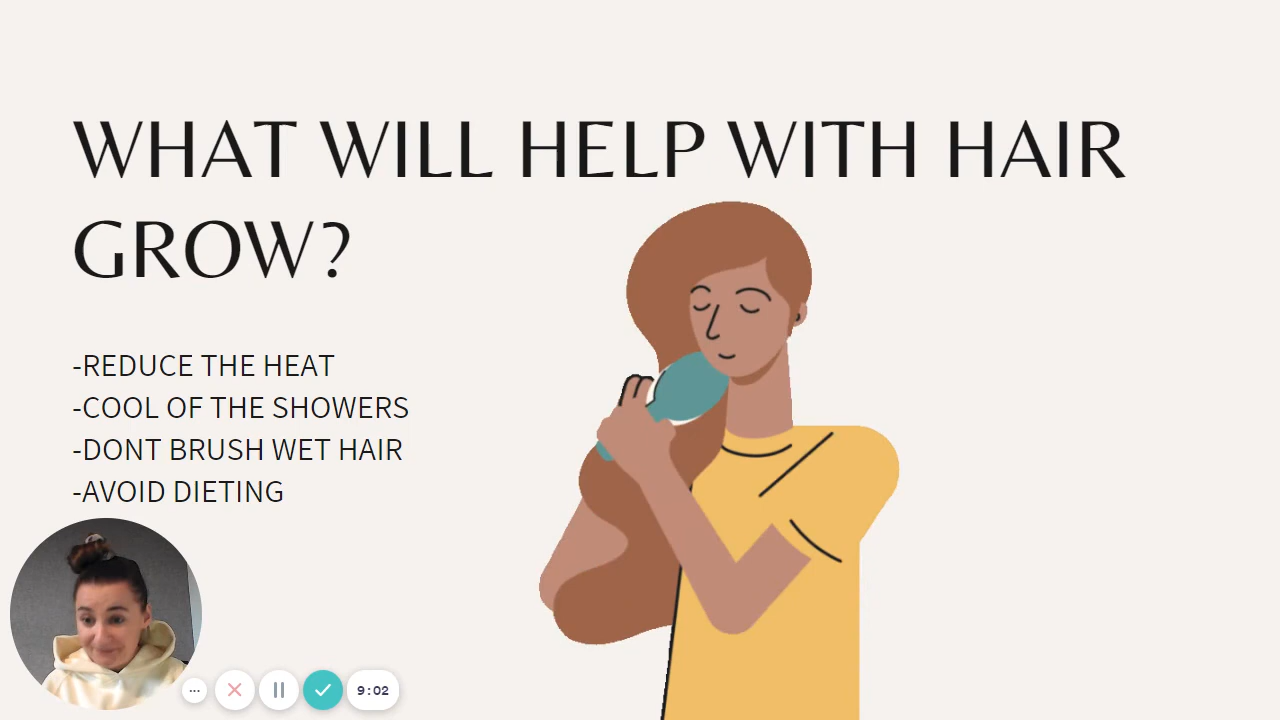 WHAT WILL HELP WITH HAIR
GROW?
-REDUCE THE HEAT
-COOL OF THE SHOWERS
-DONT BRUSH WET HAIR
-AVOID DIETING
9:02